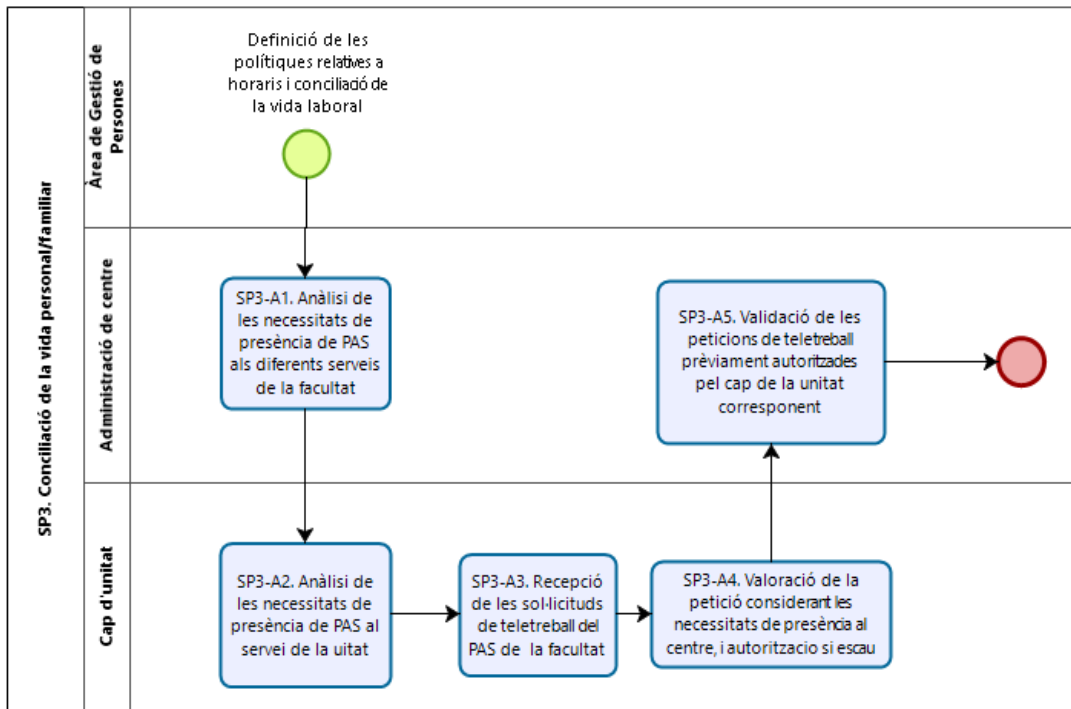 SP3. Conciliació de la vida personal/familiar
Àrea de Gestió de
Persones
Definició de les
polítiques relatives a
horaris i conciliació de
la vida laboral
Administració de centre
SP3-A1. Anàlisi de
les necessitats de
presència de PAS
als diferents serveis
de la facultat
SP3-A5. Validació de les
peticions de teletreball
prèviament autoritzades
pel cap de la unitat
corresponent
Cap d'unitat
SP3-A2. Anàlisi de
les necessitats de
presència de PAS al
servei de la uitat
SP3-A3. Recepció
de les sol·licituds
de teletreball del
PAS de la facultat
SP3-A4. Valoració de la
petició considerant les
necessitats de presència al
centre, i autorització si escau